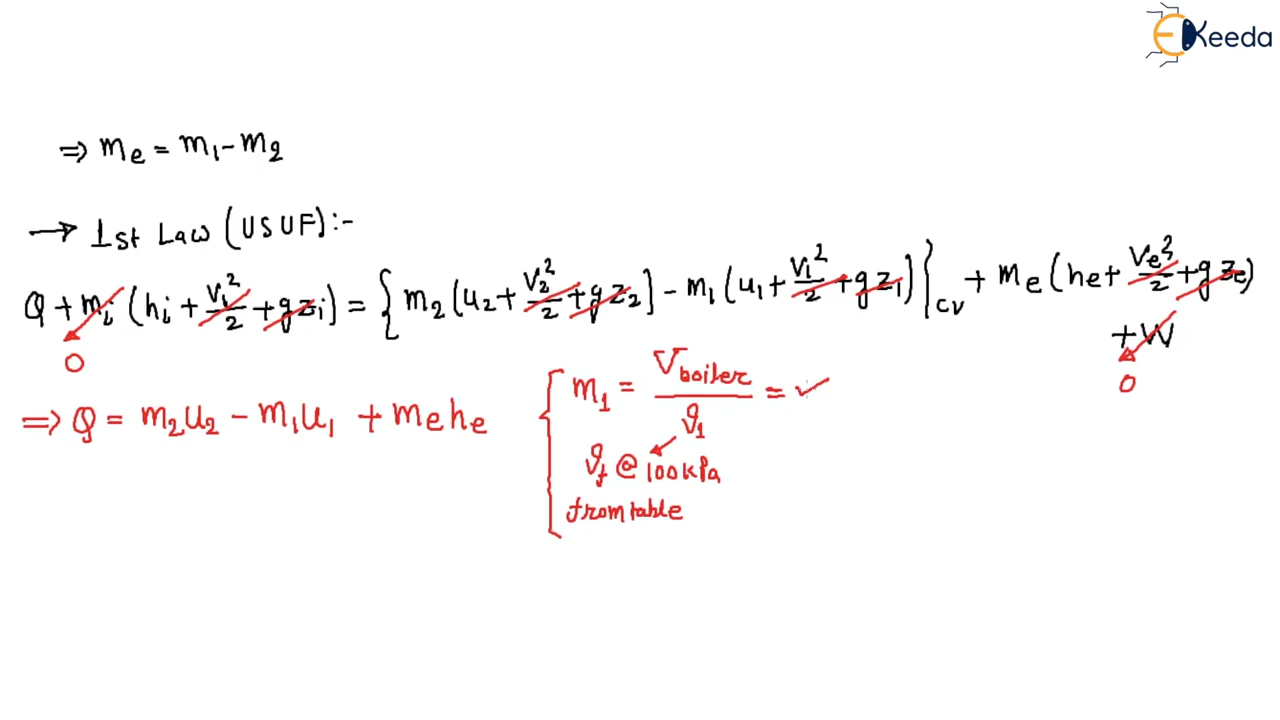 EKeeda
⇒ me = m1 - m2
→ 1st Law (USUF):-
Q + mi (hi + Vi²/2 + gzi) = {m2 (u2 + V2²/2 + gz2) - m1 (u1 + V1²/2 + gz1)}CV + me (he + Ve²/2 + gze)
+ W
0
0
⇒ Q = m2u2 - m1u1 + mehe
m1 = Vboiler / v1 = ✓
vf @ 100kPa
from table